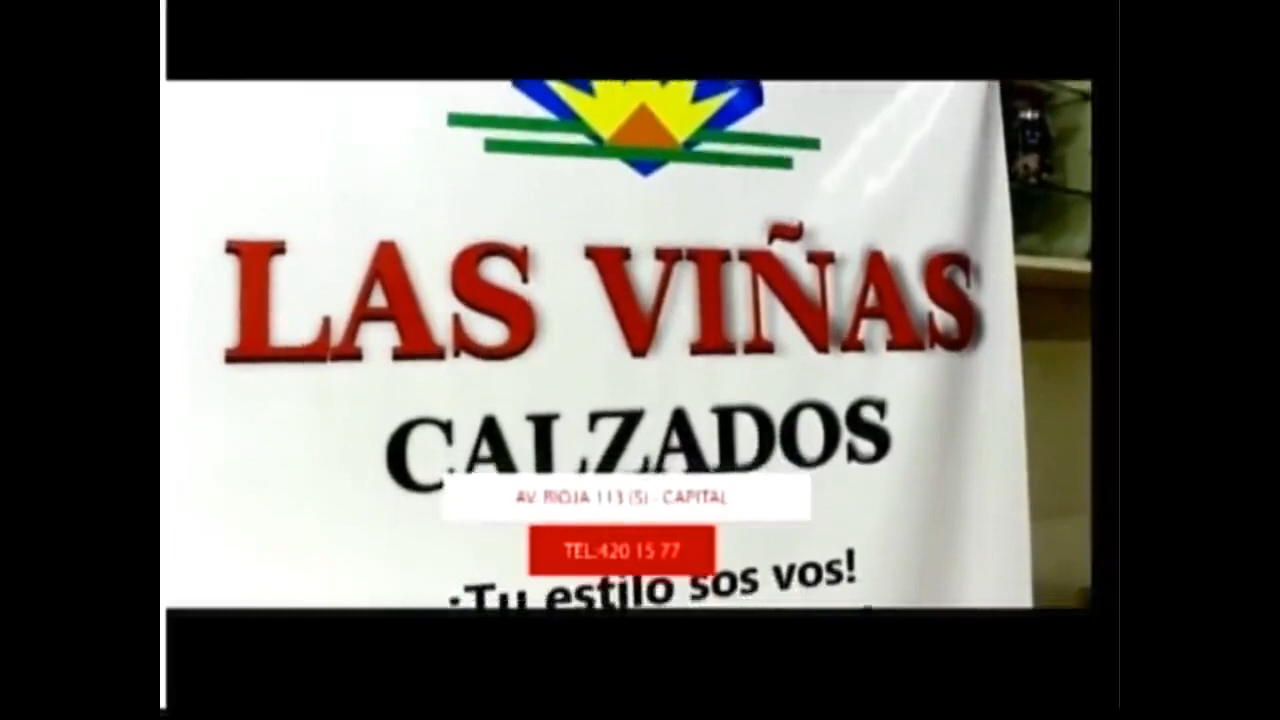 LAS VIÑAS
CALZADOS
AV. RIOJA 113 (S) - CAPITAL
TEL:420 15 77
¡Tu estilo sos vos!